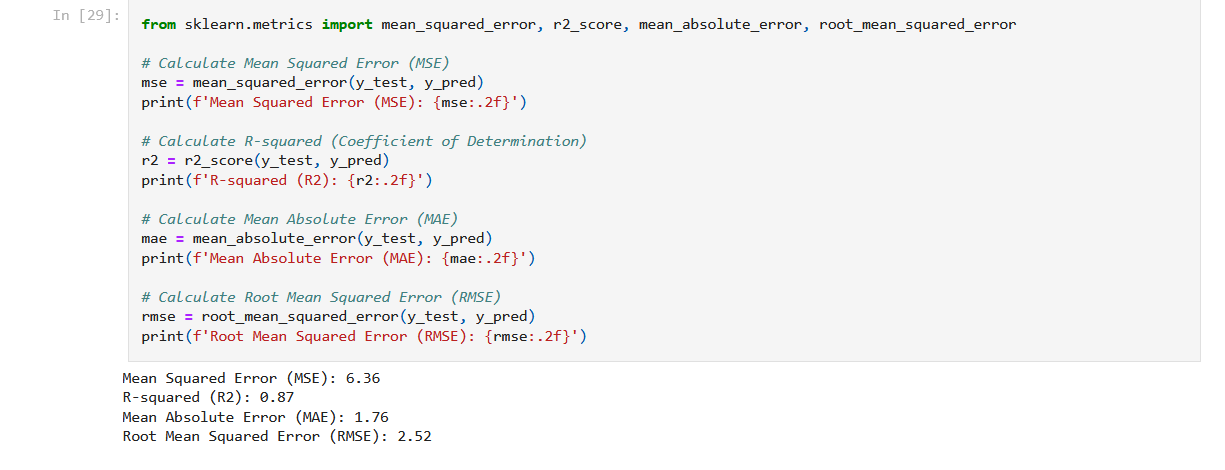 In [29]:
from sklearn.metrics import mean_squared_error, r2_score, mean_absolute_error, root_mean_squared_error
# Calculate Mean Squared Error (MSE)
mse = mean_squared_error(y_test, y_pred)
print(f'Mean Squared Error (MSE): {mse:.2f}')
# Calculate R-squared (Coefficient of Determination)
r2 = r2_score(y_test, y_pred)
print(f'R-squared (R2): {r2:.2f}')
# Calculate Mean Absolute Error (MAE)
mae = mean_absolute_error(y_test, y_pred)
print(f'Mean Absolute Error (MAE): {mae:.2f}')
# Calculate Root Mean Squared Error (RMSE)
rmse = root_mean_squared_error(y_test, y_pred)
print(f'Root Mean Squared Error (RMSE): {rmse:.2f}')
Mean Squared Error (MSE): 6.36
R-squared (R2): 0.87
Mean Absolute Error (MAE): 1.76
Root Mean Squared Error (RMSE): 2.52